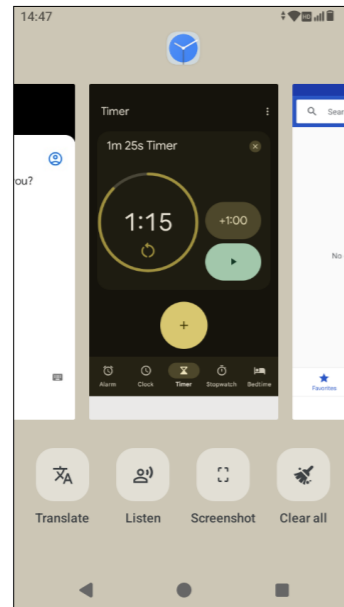 14:47
HD
ou?
Timer
1m 25s Timer
1:15
+1:00
+
Alarm
Clock
Timer
Stopwatch
Bedtime
Sear
No
Favorites
Translate
Listen
Screenshot
Clear all